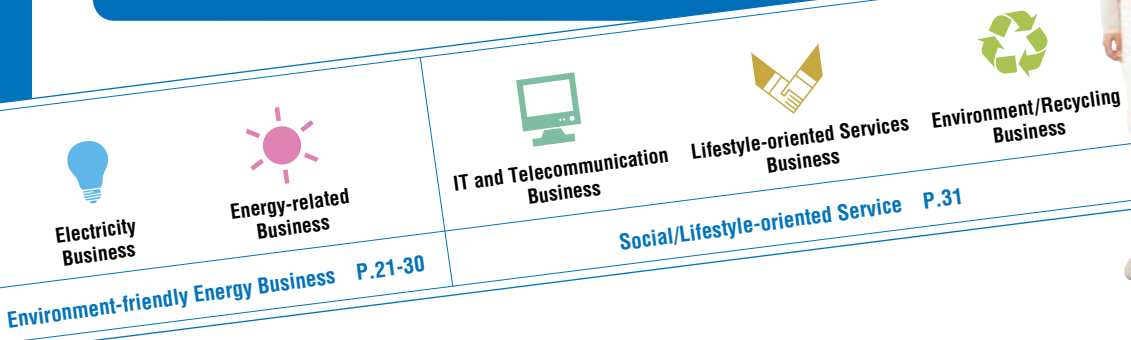 Electricity
Business
Energy-related
Business
Environment-friendly Energy Business P.21-30
IT and Telecommunication
Business
Lifestyle-oriented Services
Business
Environment/Recycling
Business
Social/Lifestyle-oriented Service P.31